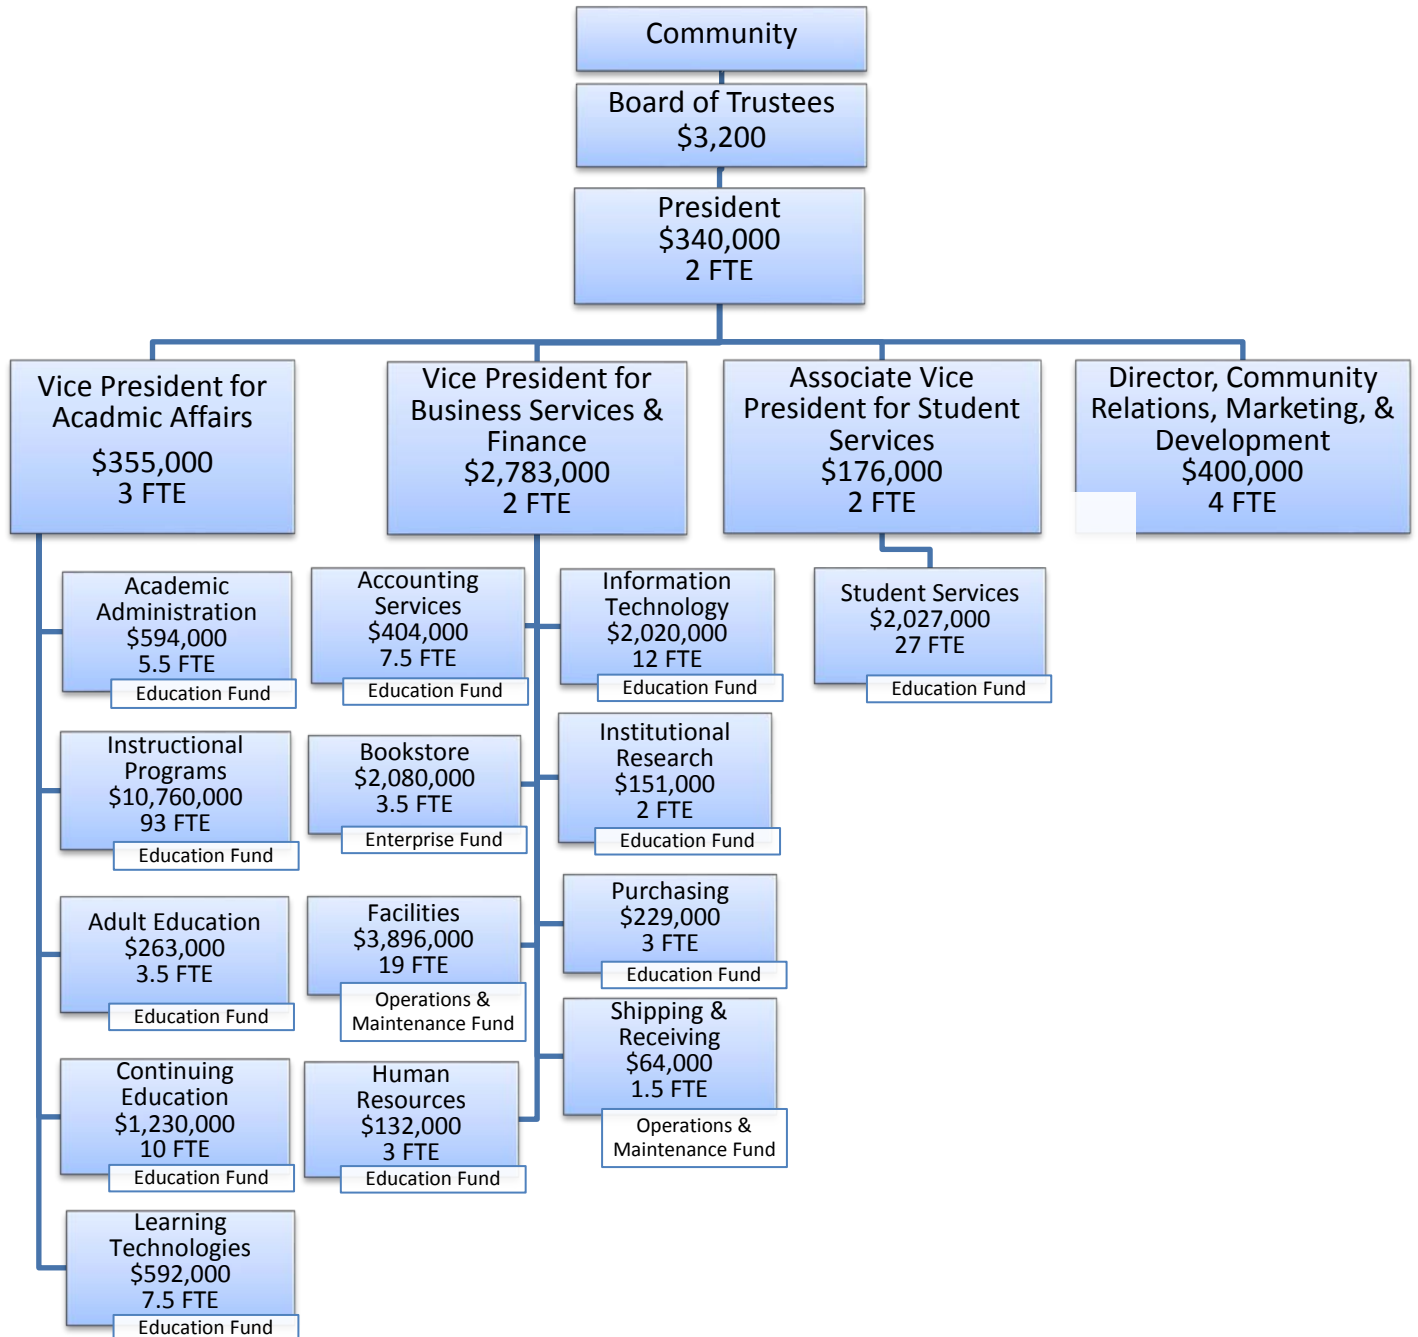 Community
Board of Trustees
$3,200
President
$340,000
2 FTE
Vice President for
Acadmic Affairs
$355,000
3 FTE
Vice President for
Business Services &
Finance
$2,783,000
2 FTE
Associate Vice
President for Student
Services
$176,000
2 FTE
Director, Community
Relations, Marketing, &
Development
$400,000
4 FTE
Academic
Administration
$594,000
5.5 FTE
Education Fund
Instructional
Programs
$10,760,000
93 FTE
Education Fund
Adult Education
$263,000
3.5 FTE
Education Fund
Continuing
Education
$1,230,000
10 FTE
Education Fund
Learning
Technologies
$592,000
7.5 FTE
Education Fund
Accounting
Services
$404,000
7.5 FTE
Education Fund
Bookstore
$2,080,000
3.5 FTE
Enterprise Fund
Facilities
$3,896,000
19 FTE
Operations &
Maintenance Fund
Human
Resources
$132,000
3 FTE
Education Fund
Information
Technology
$2,020,000
12 FTE
Education Fund
Institutional
Research
$151,000
2 FTE
Education Fund
Purchasing
$229,000
3 FTE
Education Fund
Shipping &
Receiving
$64,000
1.5 FTE
Operations &
Maintenance Fund
Student Services
$2,027,000
27 FTE
Education Fund